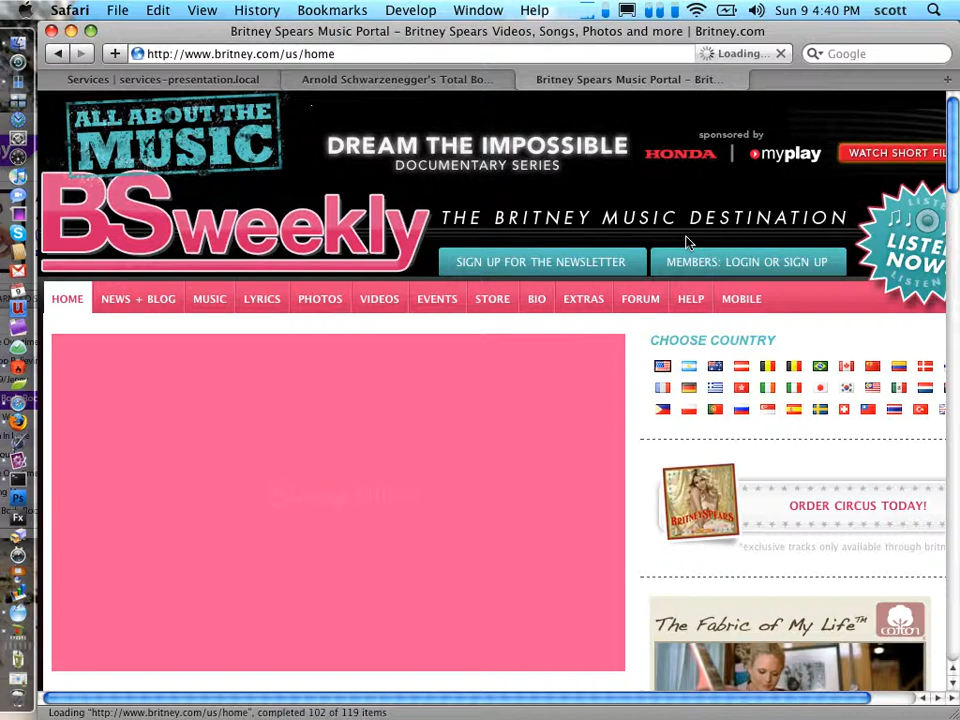 Safari File Edit View History Bookmarks Develop Window Help Sun 9 4:40 PM scott
Britney Spears Music Portal – Britney Spears Videos, Songs, Photos and more | Britney.com
http://www.britney.com/us/home Loading... Google
Services | services-presentation.local Arnold Schwarzenegger's Total Bo... Britney Spears Music Portal – Brit...
ALL ABOUT THE
MUSIC
DREAM THE IMPOSSIBLE
DOCUMENTARY SERIES
sponsored by
HONDA | myplay
WATCH SHORT FIL
BSweekly
THE BRITNEY MUSIC DESTINATION
LISTEN
LISTEN
NOW
SIGN UP FOR THE NEWSLETTER MEMBERS: LOGIN OR SIGN UP
HOME NEWS + BLOG MUSIC LYRICS PHOTOS VIDEOS EVENTS STORE BIO EXTRAS FORUM HELP MOBILE
CHOOSE COUNTRY
BRITNEY SPEARS
ORDER CIRCUS TODAY!
*exclusive tracks only available through britn
The Fabric of My Life™
cotton
Loading "http://www.britney.com/us/home", completed 102 of 119 items